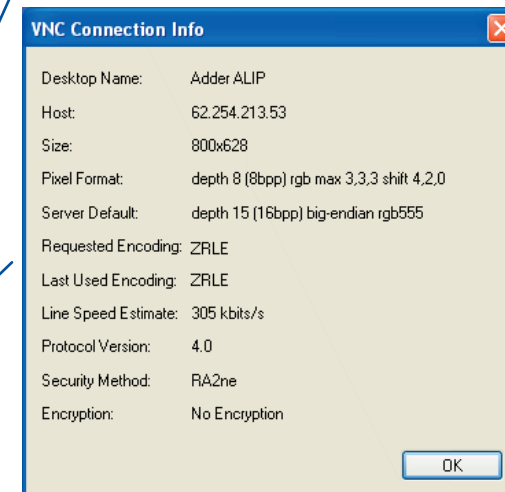 VNC Connection Info
Desktop Name: Adder ALIP
Host: 62.254.213.53
Size: 800x628
Pixel Format: depth 8 (8bpp) rgb max 3,3,3 shift 4,2,0
Server Default: depth 15 (16bpp) big-endian rgb555
Requested Encoding: ZRLE
Last Used Encoding: ZRLE
Line Speed Estimate: 305 kbits/s
Protocol Version: 4.0
Security Method: RA2ne
Encryption: No Encryption
OK